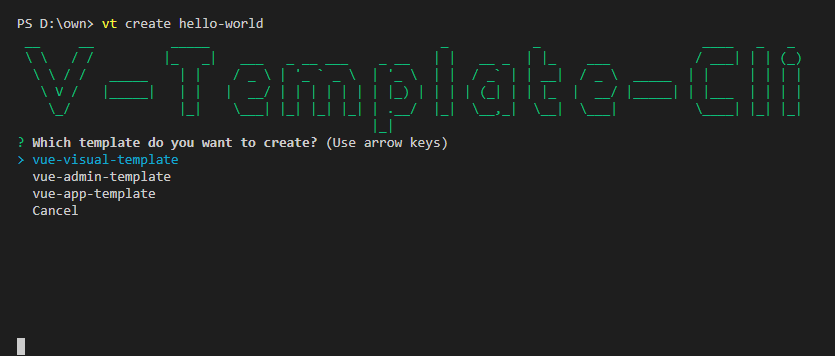 PS D:\own> vt create hello-world
V-Template-Cli
? Which template do you want to create? (Use arrow keys)
> vue-visual-template
vue-admin-template
vue-app-template
Cancel